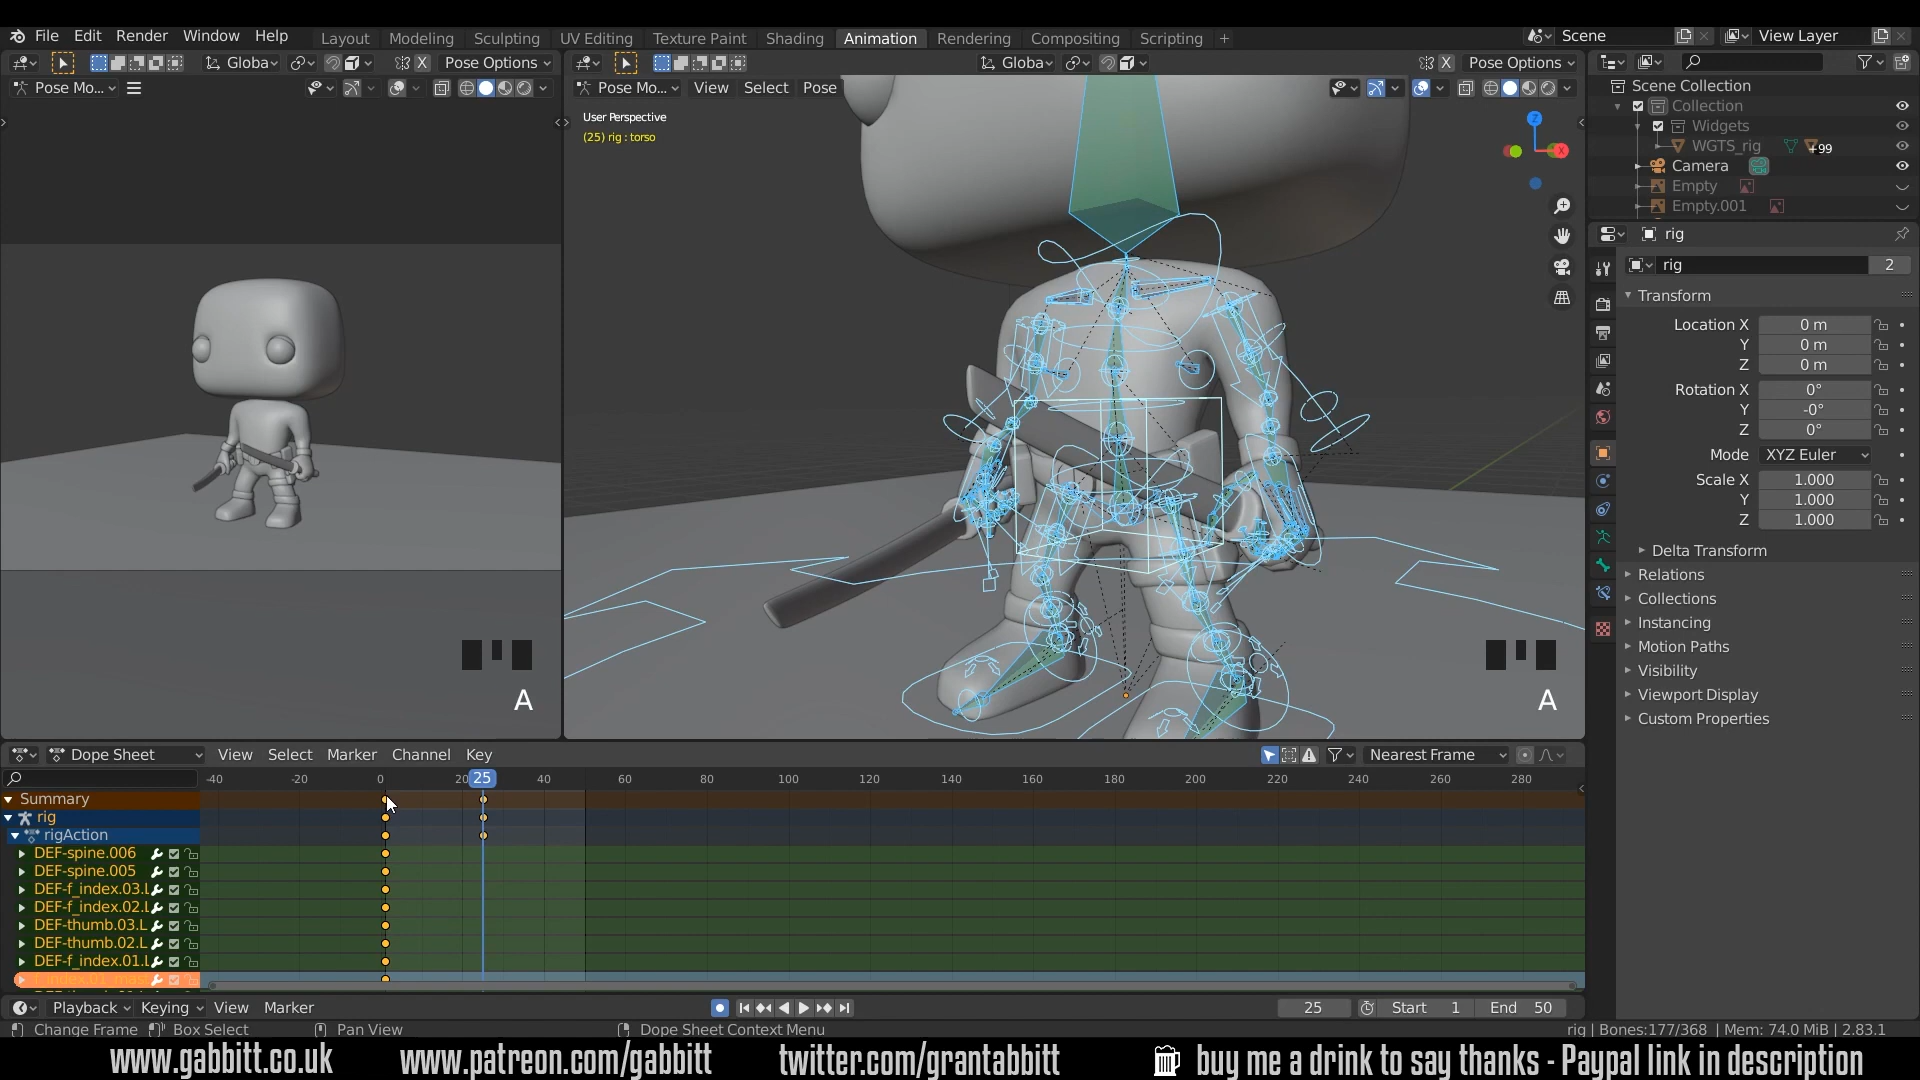 File Edit Render Window Help
Layout Modeling Sculpting UV Editing Texture Paint Shading Animation Rendering Compositing Scripting +
Scene
View Layer
Globa
X
Pose Options
Globa
X
Pose Options
Pose Mo...
Pose Mo...
View Select Pose
User Perspective
(25) rig : torso
Z
X
A
A
Scene Collection
Collection
Widgets
WGTS_rig
+99
Camera
Empty
Empty.001
rig
rig
2
Transform
Location X 0 m
Y 0 m
Z 0 m
Rotation X 0°
Y -0°
Z 0°
Mode XYZ Euler
Scale X 1.000
Y 1.000
Z 1.000
Delta Transform
Relations
Collections
Instancing
Motion Paths
Visibility
Viewport Display
Custom Properties
Dope Sheet View Select Marker Channel Key
Nearest Frame
-40 -20 0 20 25 40 60 80 100 120 140 160 180 200 220 240 260 280
Summary
rig
rigAction
DEF-spine.006
DEF-spine.005
DEF-f_index.03.L
DEF-f_index.02.L
DEF-thumb.03.L
DEF-thumb.02.L
DEF-f_index.01.L
Playback Keying View Marker
25
Start 1
End 50
Change Frame
Box Select
Pan View
Dope Sheet Context Menu
rig | Bones:177/368 | Mem: 74.0 MiB | 2.83.1
www.gabbitt.co.uk
www.patreon.com/gabbitt
twitter.com/grantabbitt
buy me a drink to say thanks - Paypal link in description